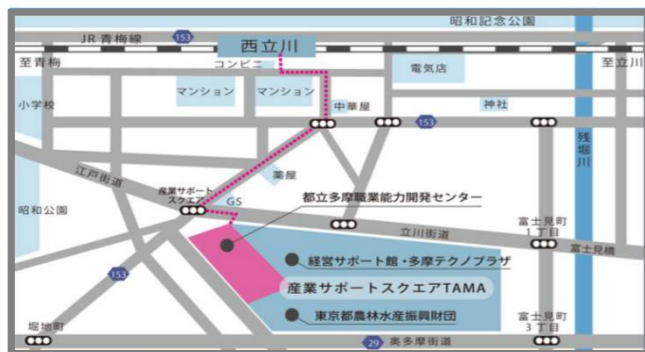 昭和記念公園
JR青梅線
153
西立川
至青梅
コンビニ
至立川
電気店
マンション
マンション
小学校
中華屋
神社
153
残堀川
江戸街道
薬屋
産業サポート
スクエア
GS
昭和公園
都立多摩職業能力開発センター
立川街道
富士見町
1丁目
富士見橋
経営サポート館・多摩テクノプラザ
153
産業サポートスクエアTAMA
東京都農林水産振興財団
堀地町
富士見町
3丁目
29
奥多摩街道